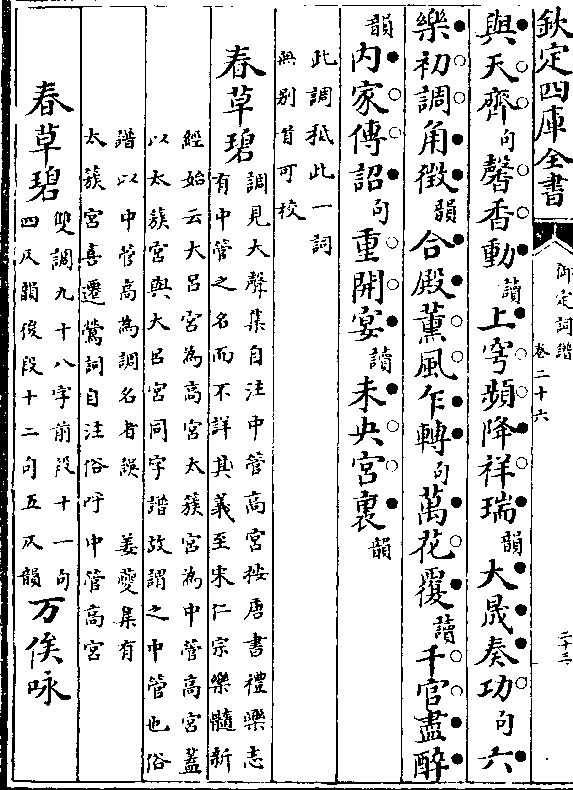 欽定四庫全書
御定詞譜
卷二十六
二十三
與天齊句馨香動讀上穹頻降祥瑞韻大晟奏功句六
樂初調角徵韻合殿薰風乍轉句萬花覆讀千官盡醉
韻內家傳詔句重開宴讀未央宮裏韻
此調秪此一詞
無別首可校
春草碧
調見大聲集自注中管高宮按唐書禮樂志
有中管之名而不詳其義至宋仁宗樂髓新
經始云大呂宮為高宮太簇宮為中管高宮蓋
以太簇宮與大呂宮同字譜故謂之中管也俗
譜以中管高為調名者誤 姜夔集有
太簇宮喜遷鶯詞自注俗呼中管高宮
春草碧
雙調九十八字前段十一句
四仄韻後段十二句五仄韻
万俟咏